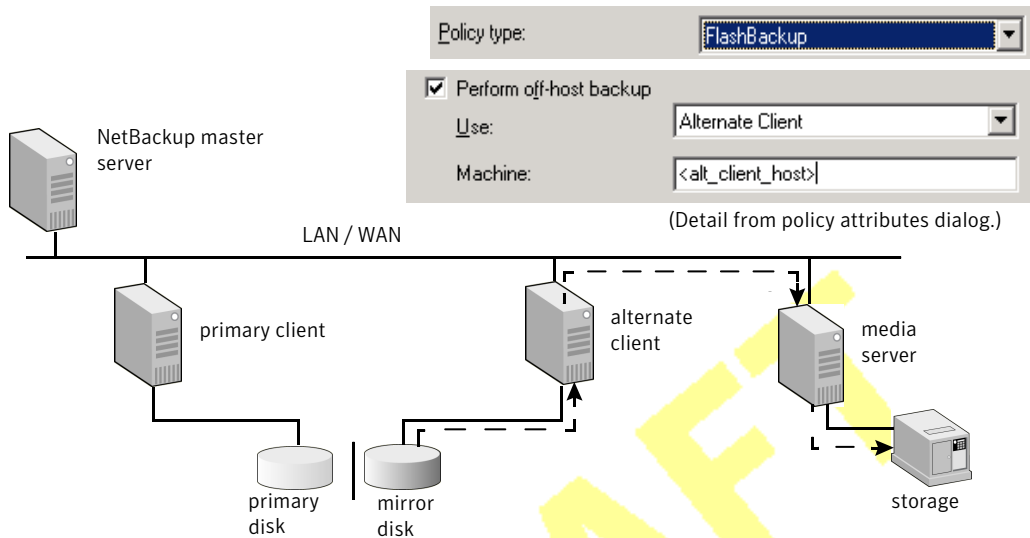 Policy type:
FlashBackup
Perform off-host backup
Use:
Alternate Client
Machine:
<alt_client_host>
(Detail from policy attributes dialog.)
NetBackup master
server
LAN / WAN
primary client
alternate
client
media
server
primary
disk
mirror
disk
storage
AFT